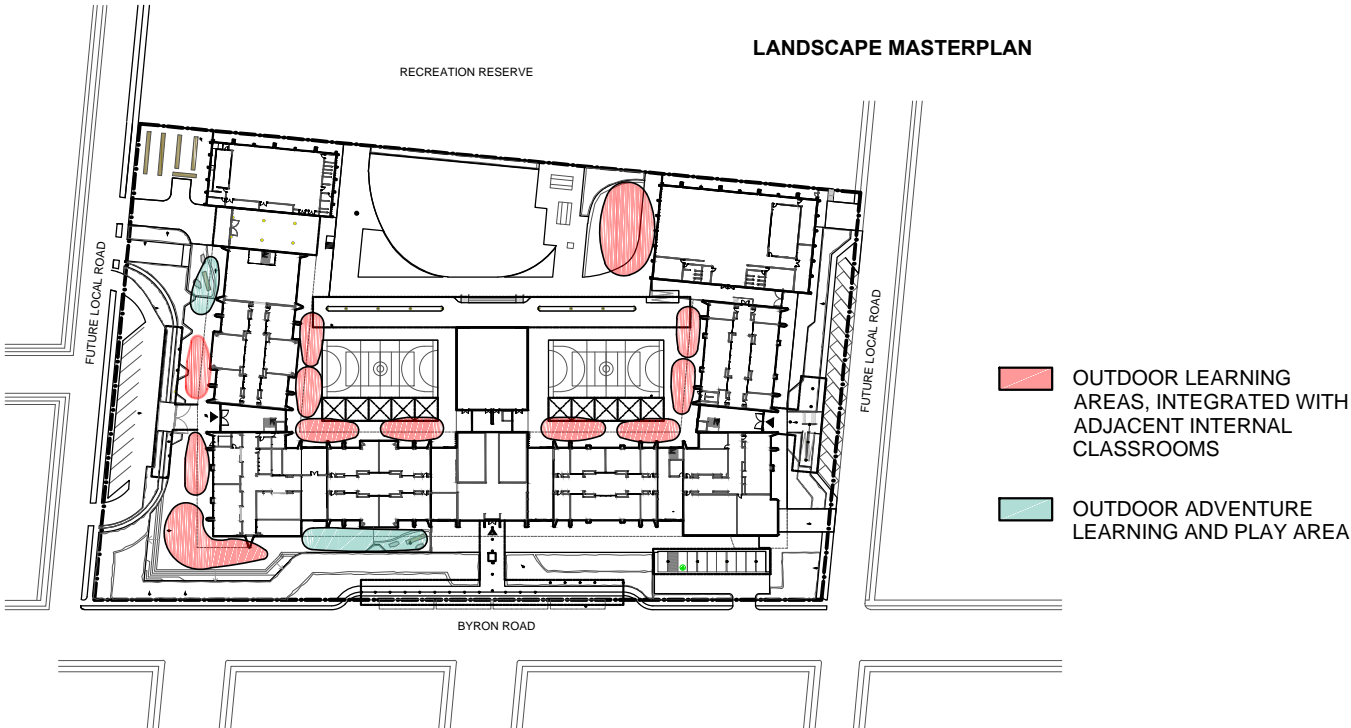 LANDSCAPE MASTERPLAN
RECREATION RESERVE
FUTURE LOCAL ROAD
FUTURE LOCAL ROAD
OUTDOOR LEARNING
AREAS, INTEGRATED WITH
ADJACENT INTERNAL
CLASSROOMS
OUTDOOR ADVENTURE
LEARNING AND PLAY AREA
BYRON ROAD